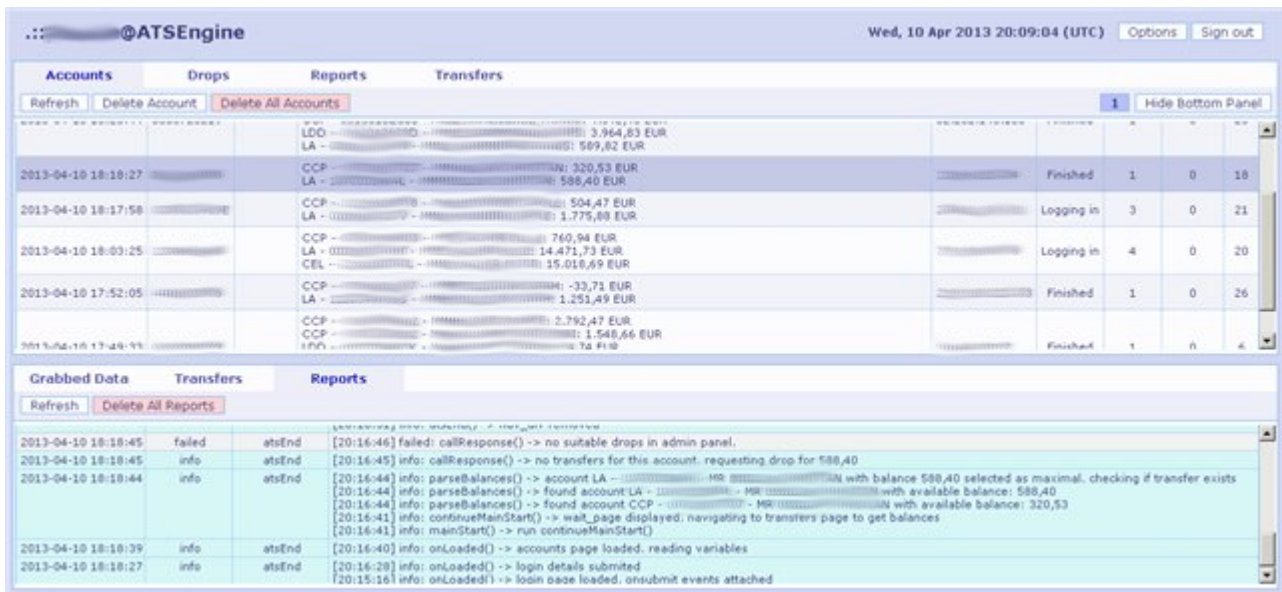 .:: @ATSEngine Wed, 10 Apr 2013 20:09:04 (UTC) Options Sign out
Accounts Drops Reports Transfers
Refresh Delete Account Delete All Accounts 1 Hide Bottom Panel
LDD - 3.964,83 EUR
LA - 589,82 EUR
2013-04-10 18:18:27 CCP - 320,53 EUR Finished 1 0 18
LA - 588,40 EUR
2013-04-10 18:17:58 CCP - 504,47 EUR Logging in 3 0 21
LA - 1.775,88 EUR
2013-04-10 18:03:25 CCP - 760,94 EUR Logging in 4 0 20
LA - 14.471,73 EUR
CEL - 15.018,69 EUR
2013-04-10 17:52:05 CCP - -33,71 EUR Finished 1 0 26
LA - 1.251,49 EUR
CCP - 2.792,47 EUR
CCP - 1.548,66 EUR
2013-04-10 17:49:33 LDD - 74 EUR Finished 1 0 6
Grabbed Data Transfers Reports
Refresh Delete All Reports
2013-04-10 18:18:45 failed atsEnd [20:16:46] failed: callResponse() -> no suitable drops in admin panel.
2013-04-10 18:18:45 info atsEnd [20:16:45] info: callResponse() -> no transfers for this account. requesting drop for 588,40
2013-04-10 18:18:44 info atsEnd [20:16:44] info: parseBalances() -> account LA - - MR with balance 588,40 selected as maximal. checking if transfer exists
[20:16:44] info: parseBalances() -> found account LA - - MR with available balance: 588,40
[20:16:44] info: parseBalances() -> found account CCP - - MR with available balance: 320,53
[20:16:41] info: continueMainStart() -> wait_page displayed. navigating to transfers page to get balances
[20:16:41] info: mainStart() -> run continueMainStart()
2013-04-10 18:18:39 info atsEnd [20:16:40] info: onLoaded() -> accounts page loaded. reading variables
2013-04-10 18:18:27 info atsEnd [20:16:28] info: onLoaded() -> login details submited
[20:15:16] info: onLoaded() -> login page loaded. onsubmit events attached